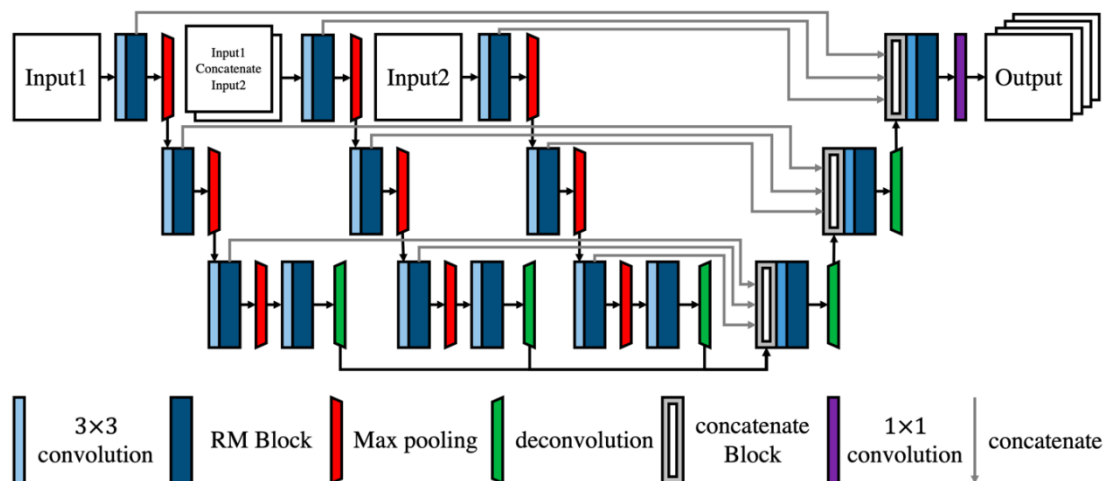 Input1
Input1
Concatenate
Input2
Input2
Output
3×3
convolution
RM Block
Max pooling
deconvolution
concatenate
Block
1×1
convolution
concatenate